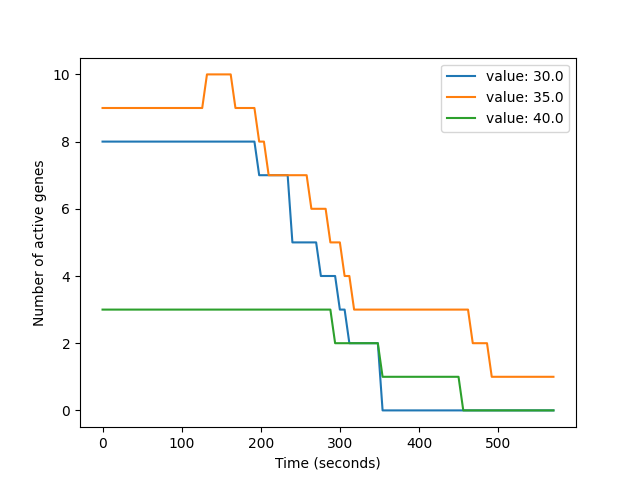 value: 30.0
value: 35.0
value: 40.0
10
8
6
4
2
0
Number of active genes
0 100 200 300 400 500
Time (seconds)